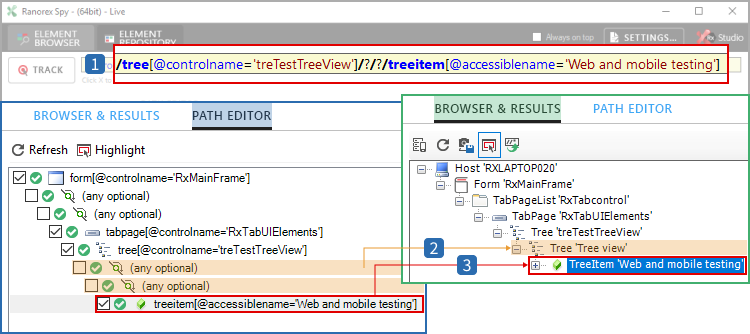 Ranorex Spy - (64bit) - Live
ELEMENT BROWSER
ELEMENT REPOSITORY
Always on top
SETTINGS...
Studio
TRACK
1
/tree[@controlname='treTestTreeView']/?/?/treeitem[@accessiblename='Web and mobile testing']
BROWSER & RESULTS
PATH EDITOR
Refresh
Highlight
form[@controlname='RxMainFrame']
(any optional)
(any optional)
tabpage[@controlname='RxTabUIElements']
tree[@controlname='treTestTreeView']
(any optional)
(any optional)
treeitem[@accessiblename='Web and mobile testing']
2
3
BROWSER & RESULTS
PATH EDITOR
Host 'RXLAPTOP020'
Form 'RxMainFrame'
TabPageList 'RxTabcontrol'
TabPage 'RxTabUIElements'
Tree 'treTestTreeView'
Tree 'Tree view'
TreeItem 'Web and mobile testing'